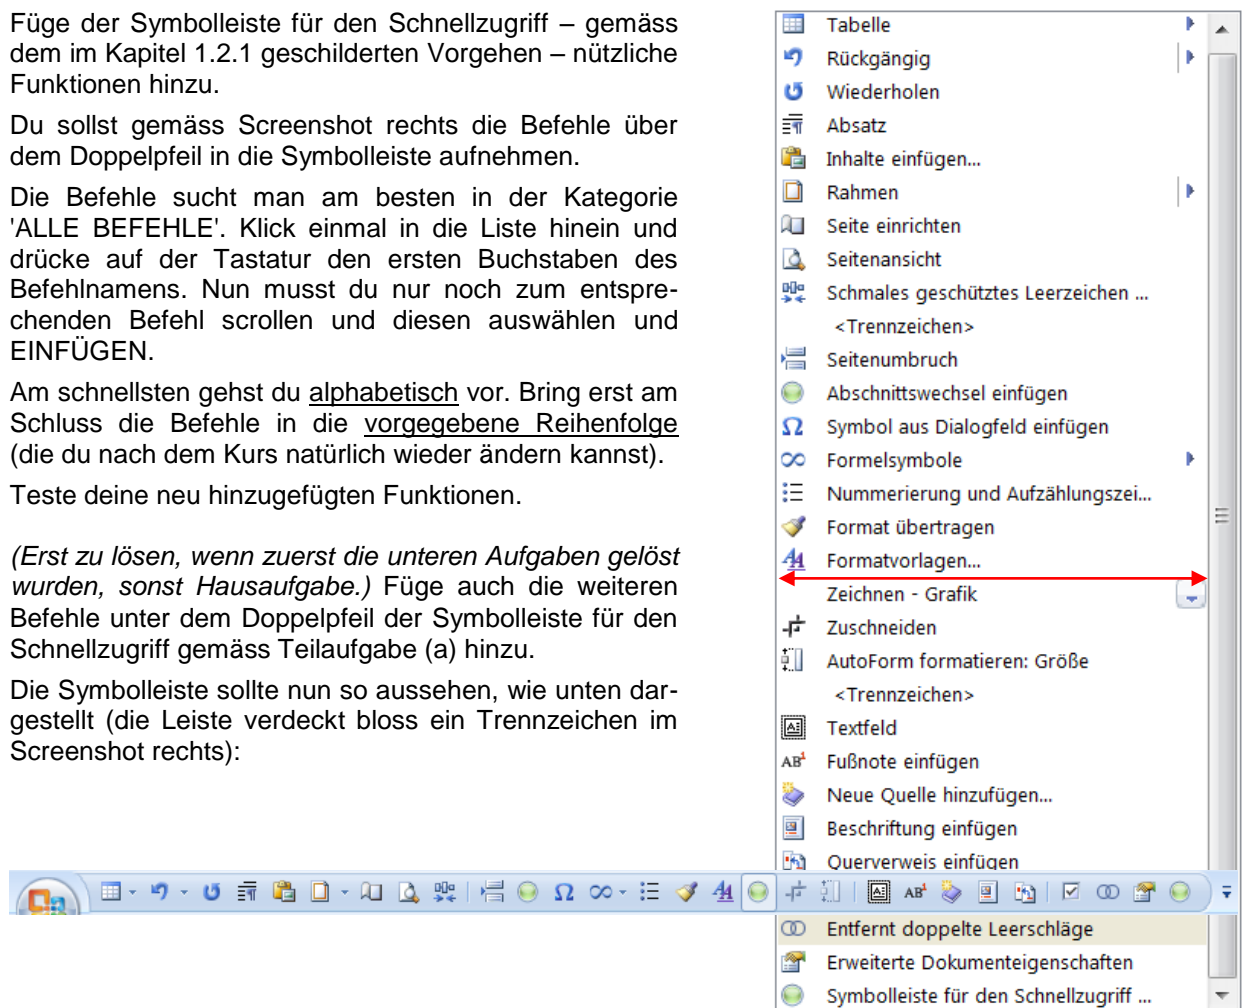 Füge der Symbolleiste für den Schnellzugriff – gemäss
dem im Kapitel 1.2.1 geschilderten Vorgehen – nützliche
Funktionen hinzu.
Du sollst gemäss Screenshot rechts die Befehle über
dem Doppelpfeil in die Symbolleiste aufnehmen.
Die Befehle sucht man am besten in der Kategorie
'ALLE BEFEHLE'. Klick einmal in die Liste hinein und
drücke auf der Tastatur den ersten Buchstaben des
Befehlnamens. Nun musst du nur noch zum entspre-
chenden Befehl scrollen und diesen auswählen und
EINFÜGEN.
Am schnellsten gehst du alphabetisch vor. Bring erst am
Schluss die Befehle in die vorgegebene Reihenfolge
(die du nach dem Kurs natürlich wieder ändern kannst).
Teste deine neu hinzugefügten Funktionen.
(Erst zu lösen, wenn zuerst die unteren Aufgaben gelöst
wurden, sonst Hausaufgabe.) Füge auch die weiteren
Befehle unter dem Doppelpfeil der Symbolleiste für den
Schnellzugriff gemäss Teilaufgabe (a) hinzu.
Die Symbolleiste sollte nun so aussehen, wie unten dar-
gestellt (die Leiste verdeckt bloss ein Trennzeichen im
Screenshot rechts):
Tabelle
Rückgängig
Wiederholen
Absatz
Inhalte einfügen...
Rahmen
Seite einrichten
Seitenansicht
Schmales geschütztes Leerzeichen ...
<Trennzeichen>
Seitenumbruch
Abschnittswechsel einfügen
Symbol aus Dialogfeld einfügen
Formelsymbole
Nummerierung und Aufzählungszei...
Format übertragen
Formatvorlagen...
Zeichnen - Grafik
Zuschneiden
AutoForm formatieren: Größe
<Trennzeichen>
Textfeld
AB¹ Fußnote einfügen
Neue Quelle hinzufügen...
Beschriftung einfügen
Querverweis einfügen
Ω AB¹
Entfernt doppelte Leerschläge
Erweiterte Dokumenteigenschaften
Symbolleiste für den Schnellzugriff ...